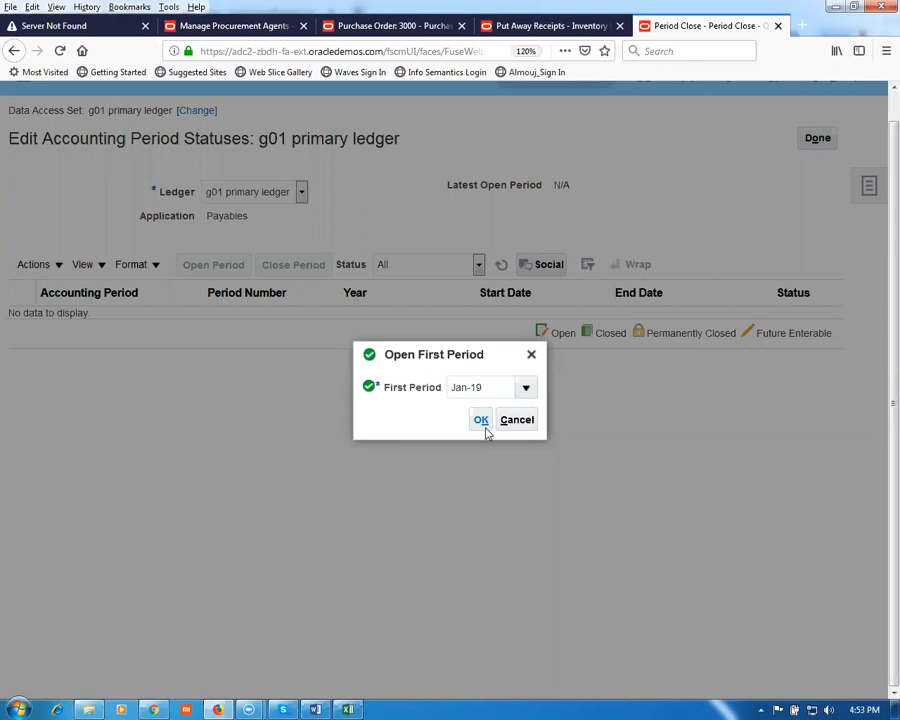 File Edit View History Bookmarks Tools Help
Server Not Found
Manage Procurement Agents -
Purchase Order: 3000 - Purchas
Put Away Receipts - Inventory
Period Close - Period Close - O
https://adc2-zbdh-fa-ext.oracledemos.com/fscmUI/faces/FuseWel
120%
Search
Most Visited Getting Started Suggested Sites Web Slice Gallery Waves Sign In Info Semantics Login Almouj_Sign In
Data Access Set: g01 primary ledger [Change]
Edit Accounting Period Statuses: g01 primary ledger
Done
* Ledger g01 primary ledger
Latest Open Period N/A
Application Payables
Actions View Format Open Period Close Period Status All Social Wrap
Accounting Period Period Number Year Start Date End Date Status
No data to display.
Open Closed Permanently Closed Future Enterable
Open First Period
* First Period Jan-19
OK Cancel
4:53 PM